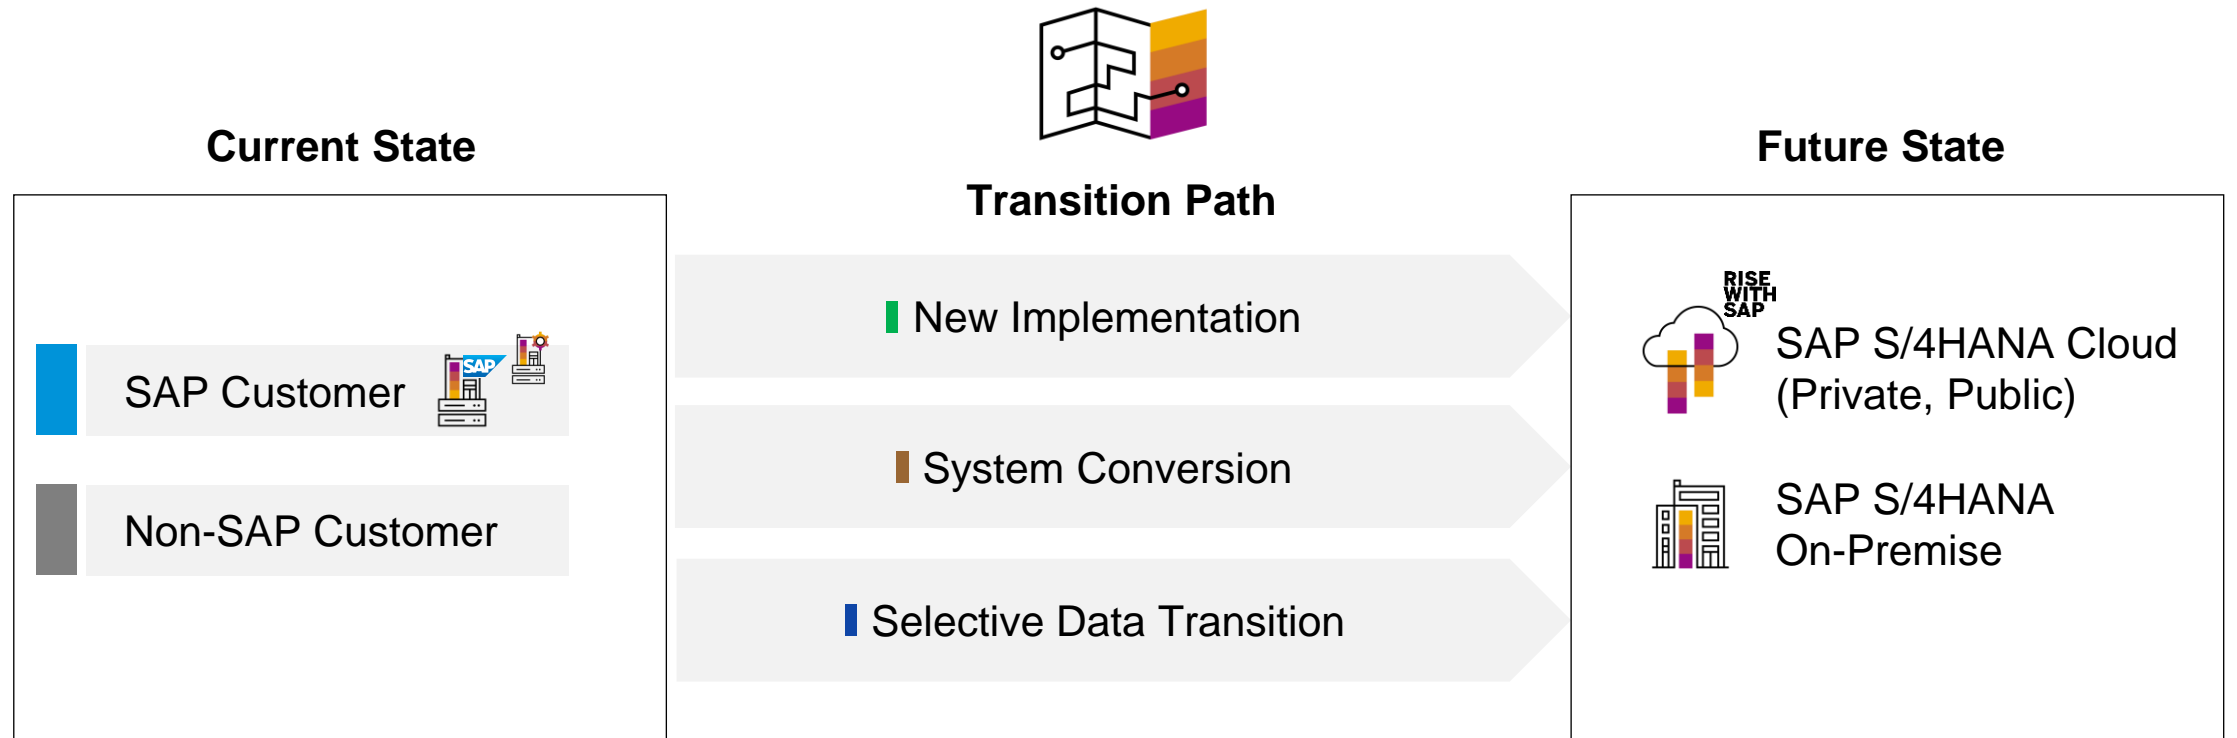 Current State
SAP Customer
SAP
Non-SAP Customer
Transition Path
New Implementation
System Conversion
Selective Data Transition
Future State
RISE
WITH
SAP
SAP S/4HANA Cloud
(Private, Public)
SAP S/4HANA
On-Premise